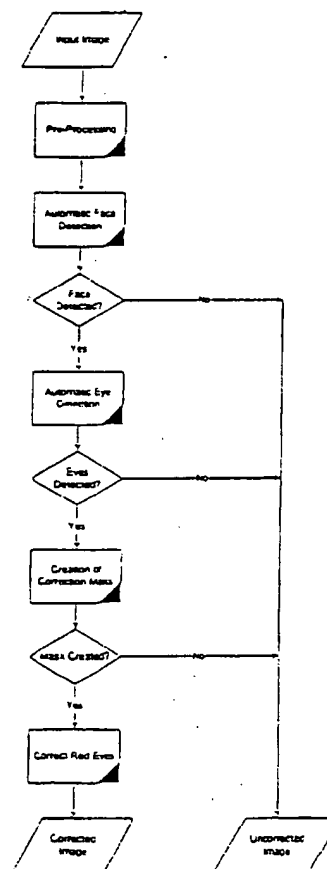 Input Image
Pre-Processing
Automatic Face
Detection
Face
Detected?
No
Yes
Automatic Eye
Detection
Eyes
Detected?
No
Yes
Creation of
Correction Mask
Mask Created?
No
Yes
Correct Red Eyes
Corrected
Image
Uncorrected
Image